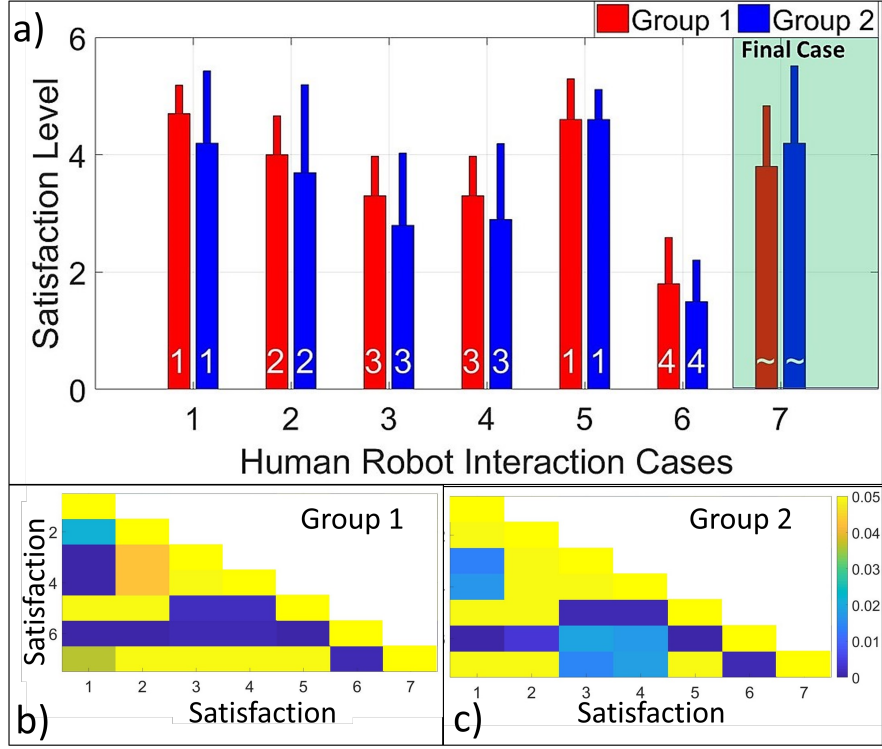 a)
Group 1 Group 2
Final Case
Satisfaction Level
6
4
2
0
1 1 2 2 3 3 3 3 1 1 4 4 ~ ~
1 2 3 4 5 6 7
Human Robot Interaction Cases
Group 1
Satisfaction
2
4
6
1 2 3 4 5 6 7
Satisfaction
b)
Group 2
0.05
0.04
0.03
0.02
0.01
0
1 2 3 4 5 6 7
Satisfaction
c)